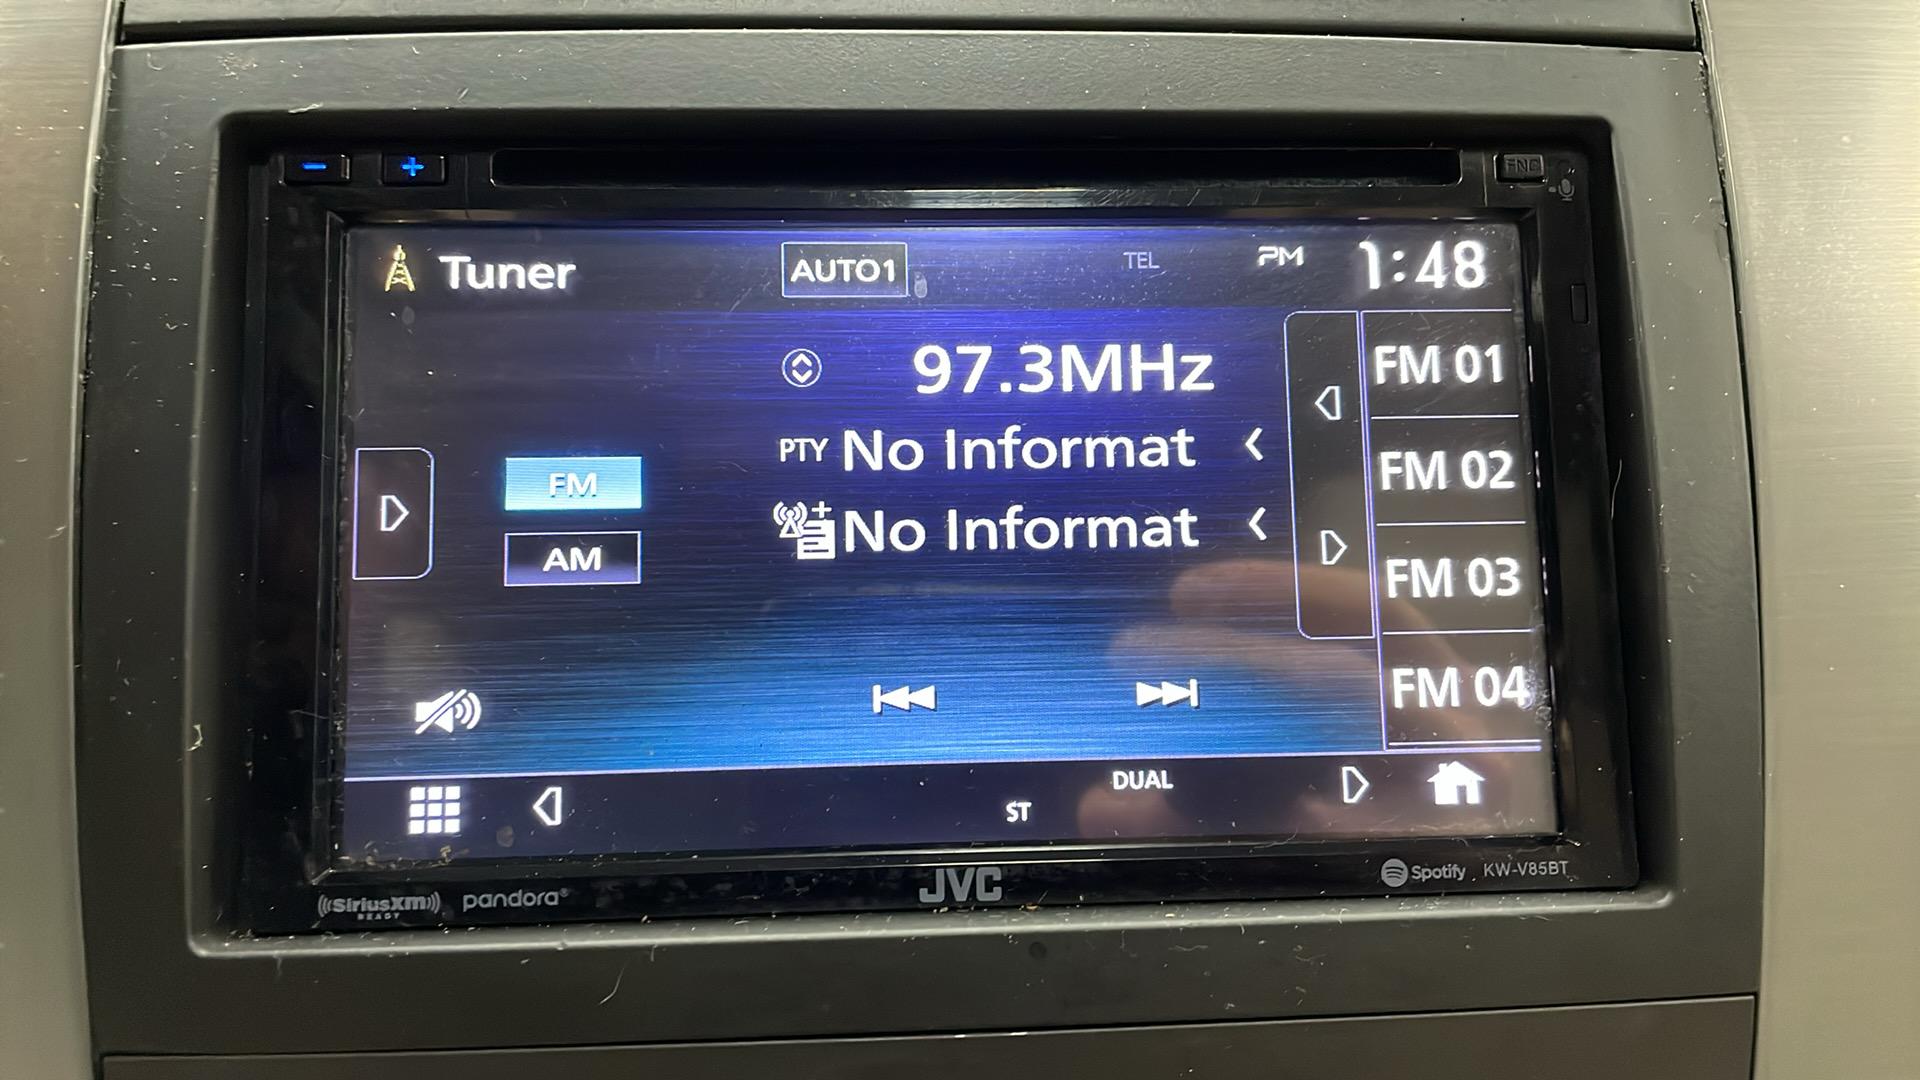 - +
FNC
Tuner AUTO1 TEL PM 1:48
97.3MHz FM 01
PTY No Informat
FM 02
FM
No Informat
AM
FM 03
FM 04
DUAL
ST
((SiriusXM)) pandora® JVC Spotify KW-V85BT
READY